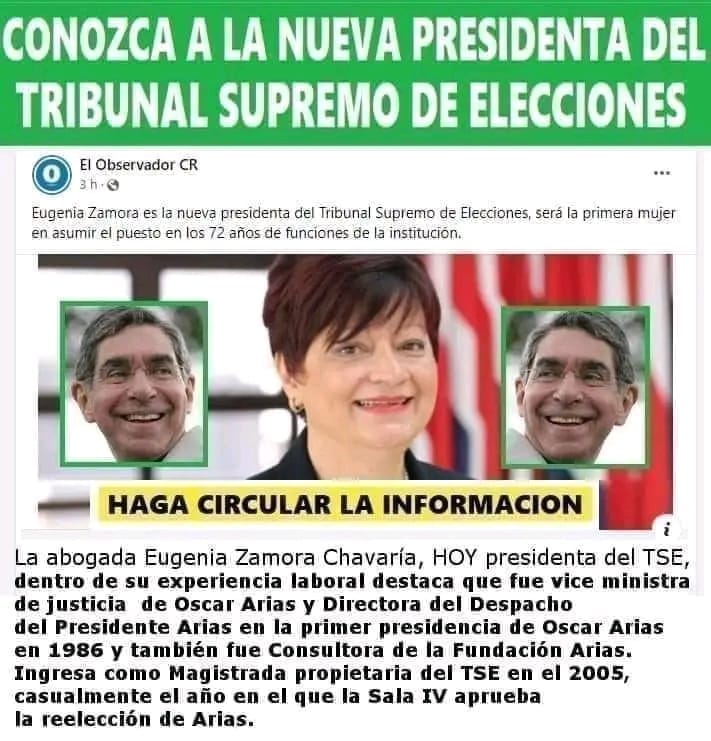 CONOZCA A LA NUEVA PRESIDENTA DEL
TRIBUNAL SUPREMO DE ELECCIONES
El Observador CR
3 h ·
Eugenia Zamora es la nueva presidenta del Tribunal Supremo de Elecciones, será la primera mujer
en asumir el puesto en los 72 años de funciones de la institución.
HAGA CIRCULAR LA INFORMACION
La abogada Eugenia Zamora Chavaría, HOY presidenta del TSE,
dentro de su experiencia laboral destaca que fue vice ministra
de justicia de Oscar Arias y Directora del Despacho
del Presidente Arias en la primer presidencia de Oscar Arias
en 1986 y también fue Consultora de la Fundación Arias.
Ingresa como Magistrada propietaria del TSE en el 2005,
casualmente el año en el que la Sala IV aprueba
la reelección de Arias.